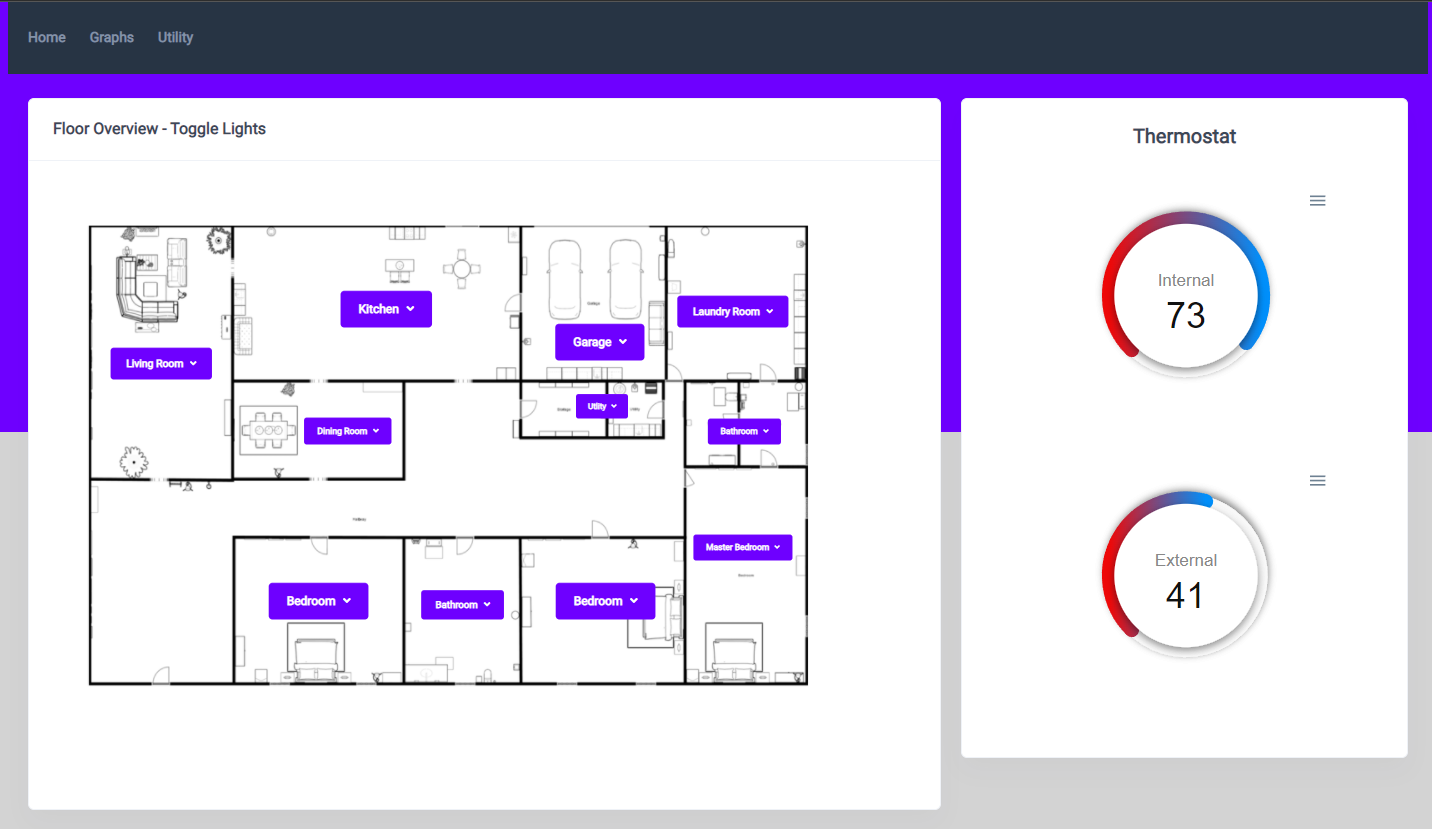 Home Graphs Utility
Floor Overview - Toggle Lights
Thermostat
Kitchen
Garage
Laundry Room
Living Room
Utility
Dining Room
Bathroom
Master Bedroom
Bedroom
Bathroom
Bedroom
Internal
73
External
41